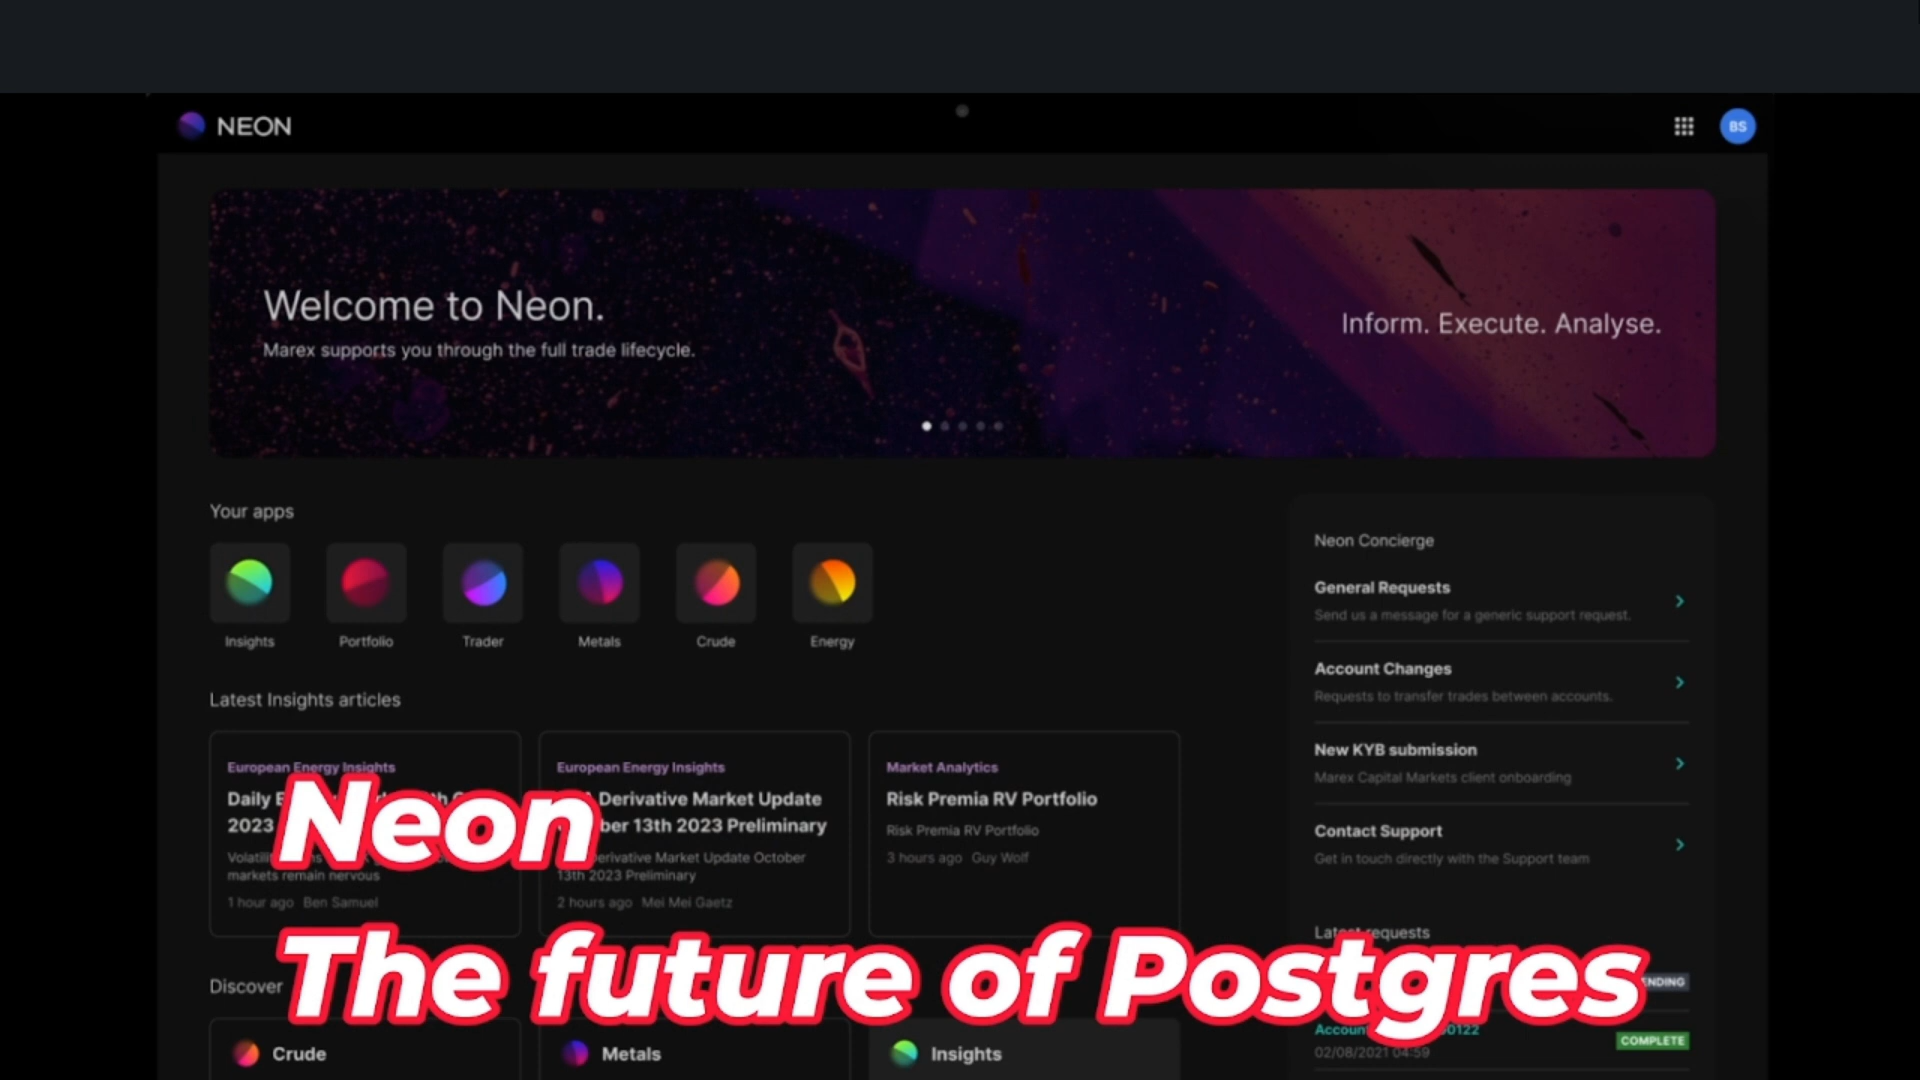 NEON
BS
Welcome to Neon.
Marex supports you through the full trade lifecycle.
Inform. Execute. Analyse.
Your apps
Insights
Portfolio
Trader
Metals
Crude
Energy
Neon Concierge
General Requests
Send us a message for a generic support request.
Account Changes
Requests to transfer trades between accounts.
New KYB submission
Marex Capital Markets client onboarding
Contact Support
Get in touch directly with the Support team
Latest Insights articles
European Energy Insights
Daily
2023
markets remain nervous
1 hour ago Ben Samuel
European Energy Insights
Derivative Market Update
13th 2023 Preliminary
Derivative Market Update October
13th 2023 Preliminary
2 hours ago Mei Mei Gaetz
Market Analytics
Risk Premia RV Portfolio
Risk Premia RV Portfolio
3 hours ago Guy Wolf
Neon
The future of Postgres
Latest requests
Account
02/08/2021 04:59
COMPLETE
Discover
Crude
Metals
Insights